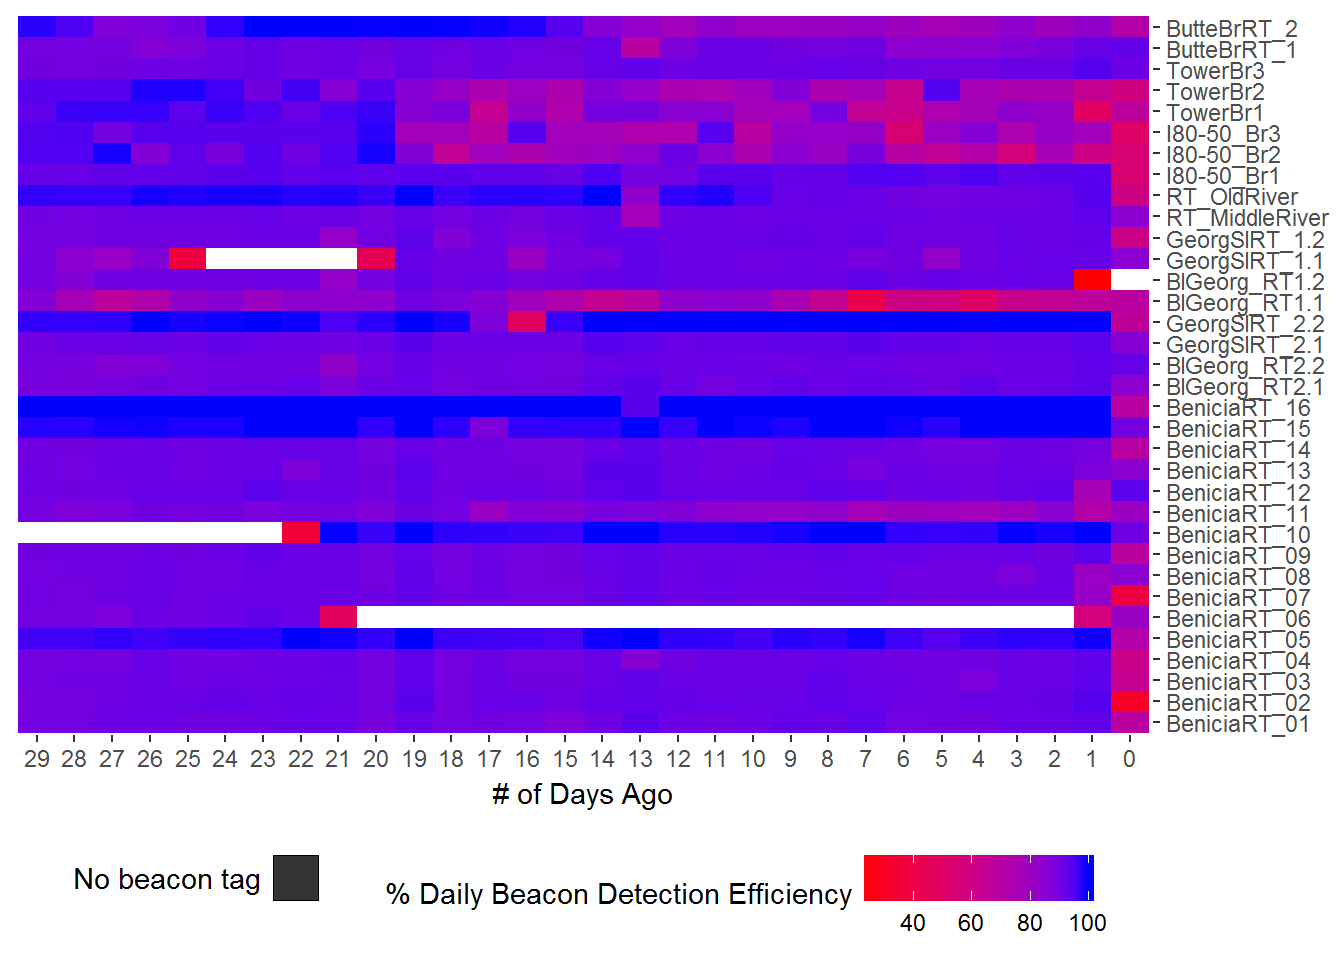 ButteBrRT_2
ButteBrRT_1
TowerBr3
TowerBr2
TowerBr1
I80-50_Br3
I80-50_Br2
I80-50_Br1
RT_OldRiver
RT_MiddleRiver
GeorgSlRT_1.2
GeorgSlRT_1.1
BlGeorg_RT1.2
BlGeorg_RT1.1
GeorgSlRT_2.2
GeorgSlRT_2.1
BlGeorg_RT2.2
BlGeorg_RT2.1
BeniciaRT_16
BeniciaRT_15
BeniciaRT_14
BeniciaRT_13
BeniciaRT_12
BeniciaRT_11
BeniciaRT_10
BeniciaRT_09
BeniciaRT_08
BeniciaRT_07
BeniciaRT_06
BeniciaRT_05
BeniciaRT_04
BeniciaRT_03
BeniciaRT_02
BeniciaRT_01
29 28 27 26 25 24 23 22 21 20 19 18 17 16 15 14 13 12 11 10 9 8 7 6 5 4 3 2 1 0
# of Days Ago
No beacon tag
% Daily Beacon Detection Efficiency
40 60 80 100